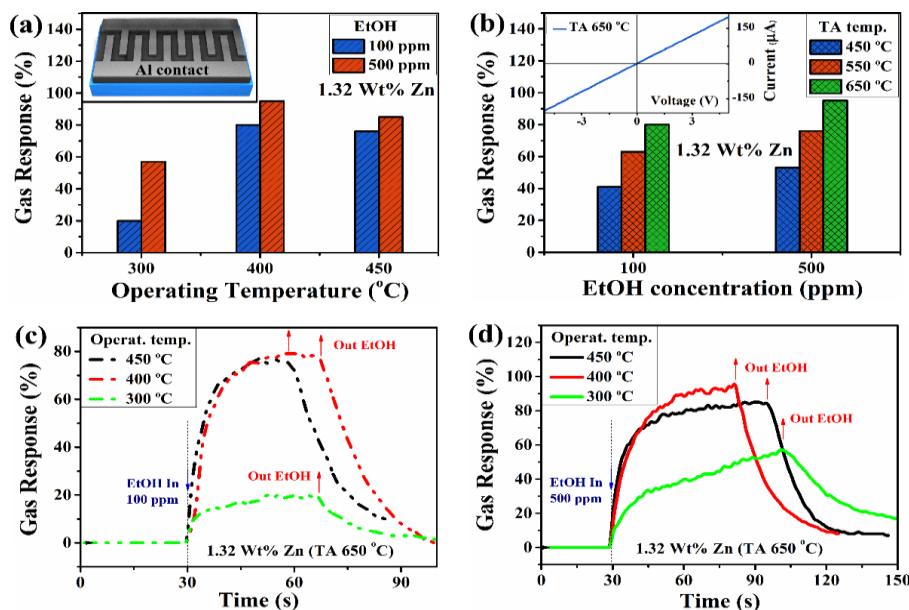 (a)
Al contact
EtOH
100 ppm
500 ppm
1.32 Wt% Zn
Gas Response (%)
140
120
100
80
60
40
20
0
300
400
450
Operating Temperature (°C)
(b)
TA 650 °C
Current (μA)
150
0
-150
-3
0
3
Voltage (V)
TA temp.
450 °C
550 °C
650 °C
1.32 Wt% Zn
Gas Response (%)
140
120
100
80
60
40
20
0
100
500
EtOH concentration (ppm)
(c)
Operat. temp.
450 °C
400 °C
300 °C
Out EtOH
Out EtOH
EtOH In
100 ppm
1.32 Wt% Zn (TA 650 °C)
Gas Response (%)
80
60
40
20
0
0
30
60
90
Time (s)
(d)
Operat. temp.
450 °C
400 °C
300 °C
Out EtOH
Out EtOH
EtOH In
500 ppm
1.32 Wt% Zn (TA 650 °C)
Gas Response (%)
120
100
80
60
40
20
0
0
30
60
90
120
150
Time (s)